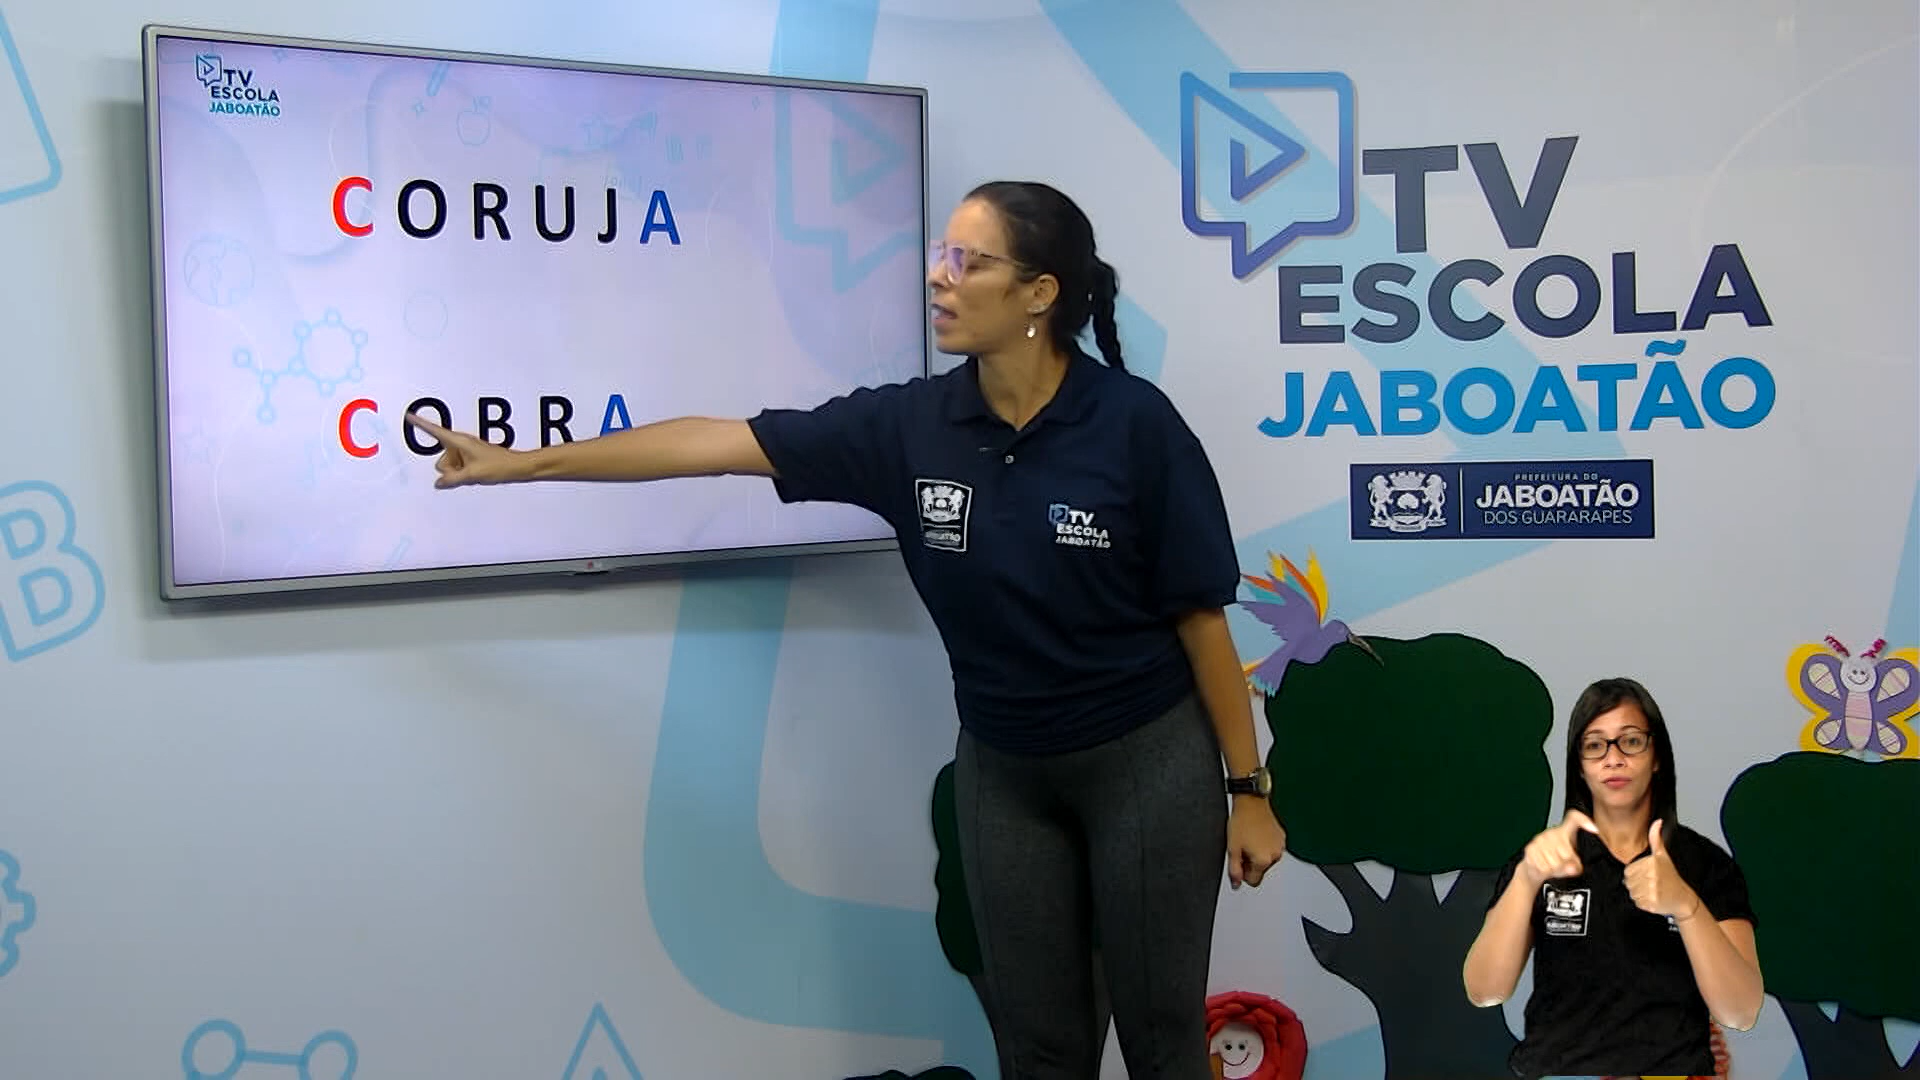 TV
ESCOLA
JABOATÃO
CORUJA
COBRA
TV
ESCOLA
JABOATÃO
PREFEITURA DO
JABOATÃO
DOS GUARARAPES
TV
ESCOLA
JABOATÃO
B